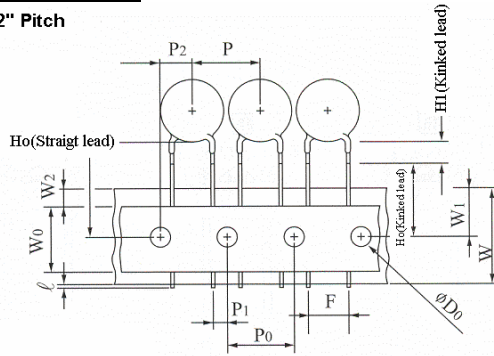 2" Pitch
P2
P
H1(Kinked lead)
Ho(Straigt lead)
W2
Ho(Kinked lead)
W1
W0
W
ℓ
P1
F
øD0
P0